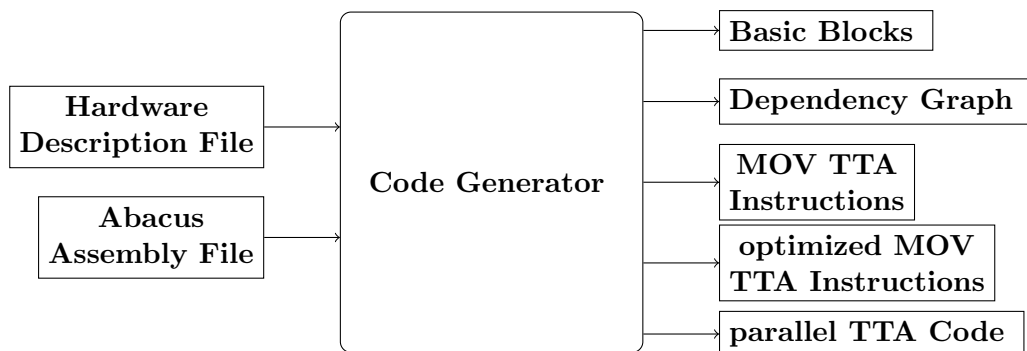 Hardware
Description File
Abacus
Assembly File
Code Generator
Basic Blocks
Dependency Graph
MOV TTA
Instructions
optimized MOV
TTA Instructions
parallel TTA Code